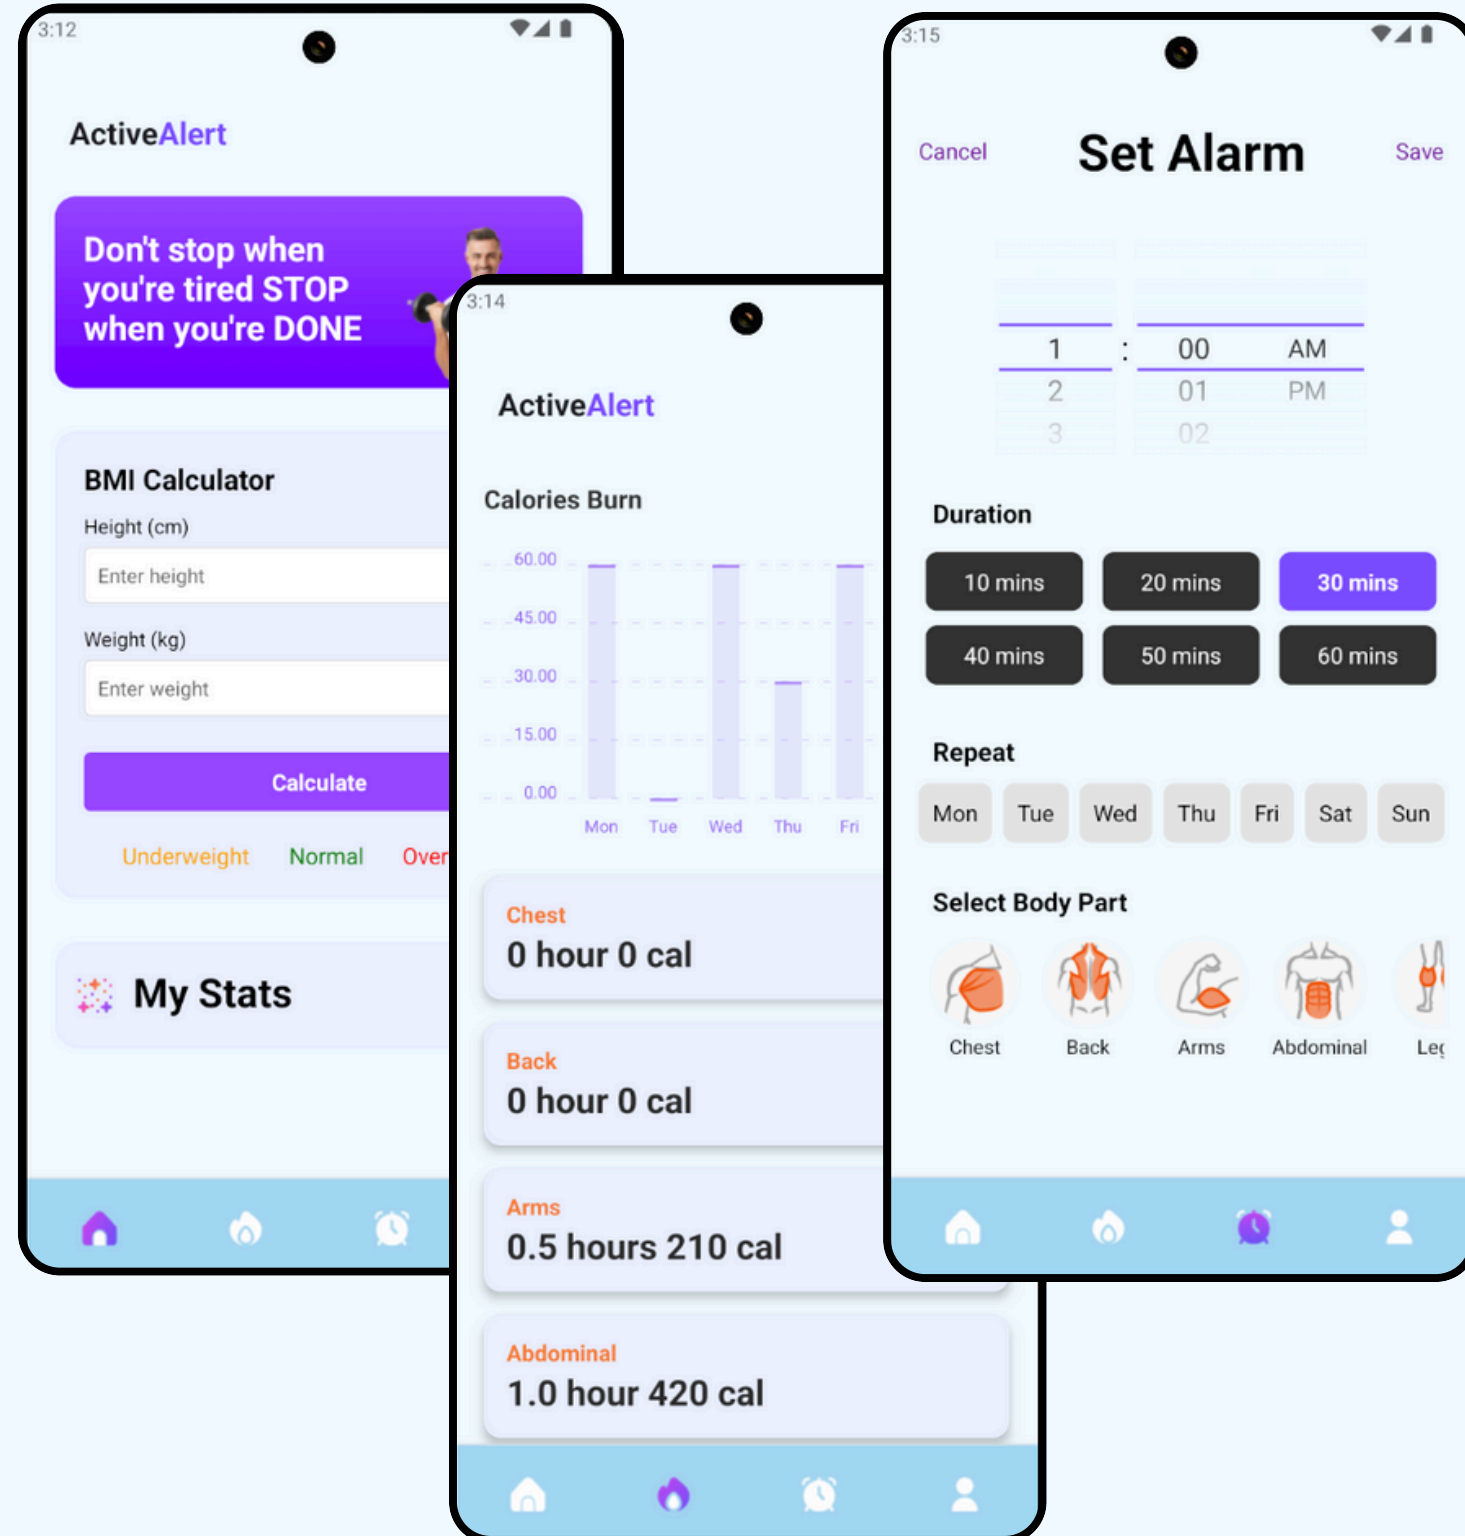 3:12
ActiveAlert
Don't stop when
you're tired STOP
when you're DONE
BMI Calculator
Height (cm)
Enter height
Weight (kg)
Enter weight
Calculate
Underweight Normal Over
My Stats
3:14
ActiveAlert
Calories Burn
60.00
45.00
30.00
15.00
0.00
Mon Tue Wed Thu Fri
Chest
0 hour 0 cal
Back
0 hour 0 cal
Arms
0.5 hours 210 cal
Abdominal
1.0 hour 420 cal
3:15
Cancel Set Alarm Save
1 : 00 AM
2 01 PM
3 02
Duration
10 mins 20 mins 30 mins
40 mins 50 mins 60 mins
Repeat
Mon Tue Wed Thu Fri Sat Sun
Select Body Part
Chest Back Arms Abdominal